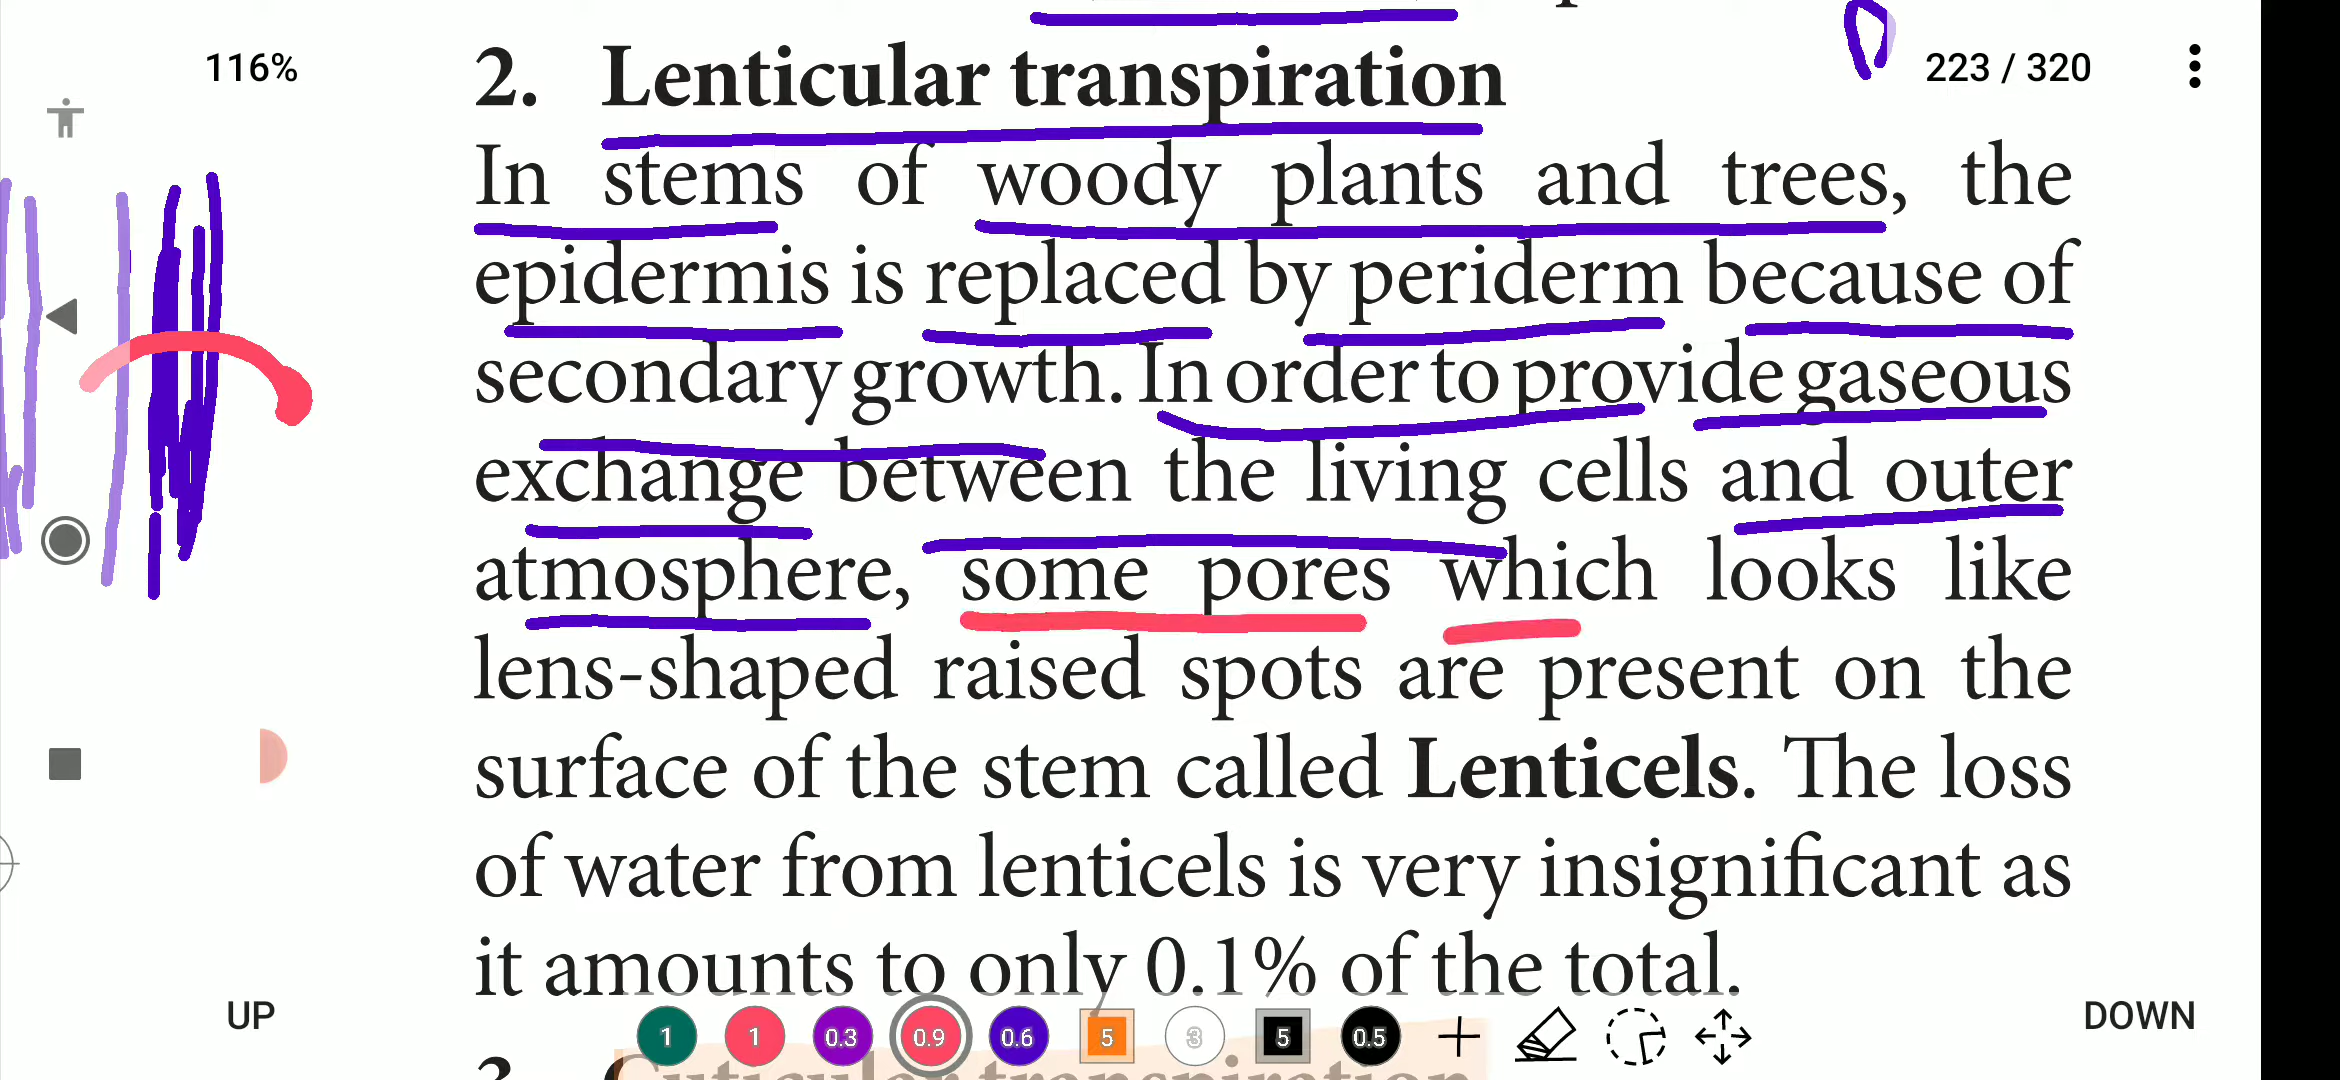 116%
223 / 320
2. Lenticular transpiration
In stems of woody plants and trees, the
epidermis is replaced by periderm because of
secondary growth. In order to provide gaseous
exchange between the living cells and outer
atmosphere, some pores which looks like
lens-shaped raised spots are present on the
surface of the stem called Lenticels. The loss
of water from lenticels is very insignificant as
it amounts to only 0.1% of the total.
UP
DOWN
1 1 0.3 0.9 0.6 5 3 5 0.5
3. Cuticular transpiration